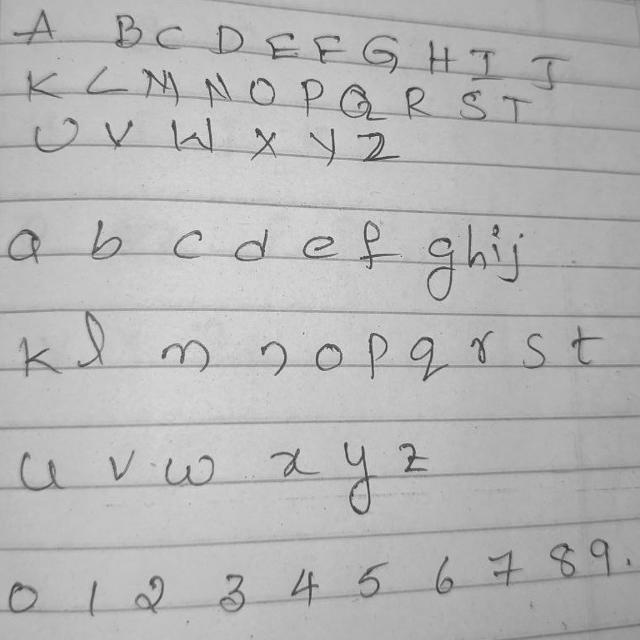 A B C D E F G H I J
K L M N O P Q R S T
U V W X Y Z
a b c d e f g h i j
k l m n o p q r s t
u v w x y z
0 1 2 3 4 5 6 7 8 9.